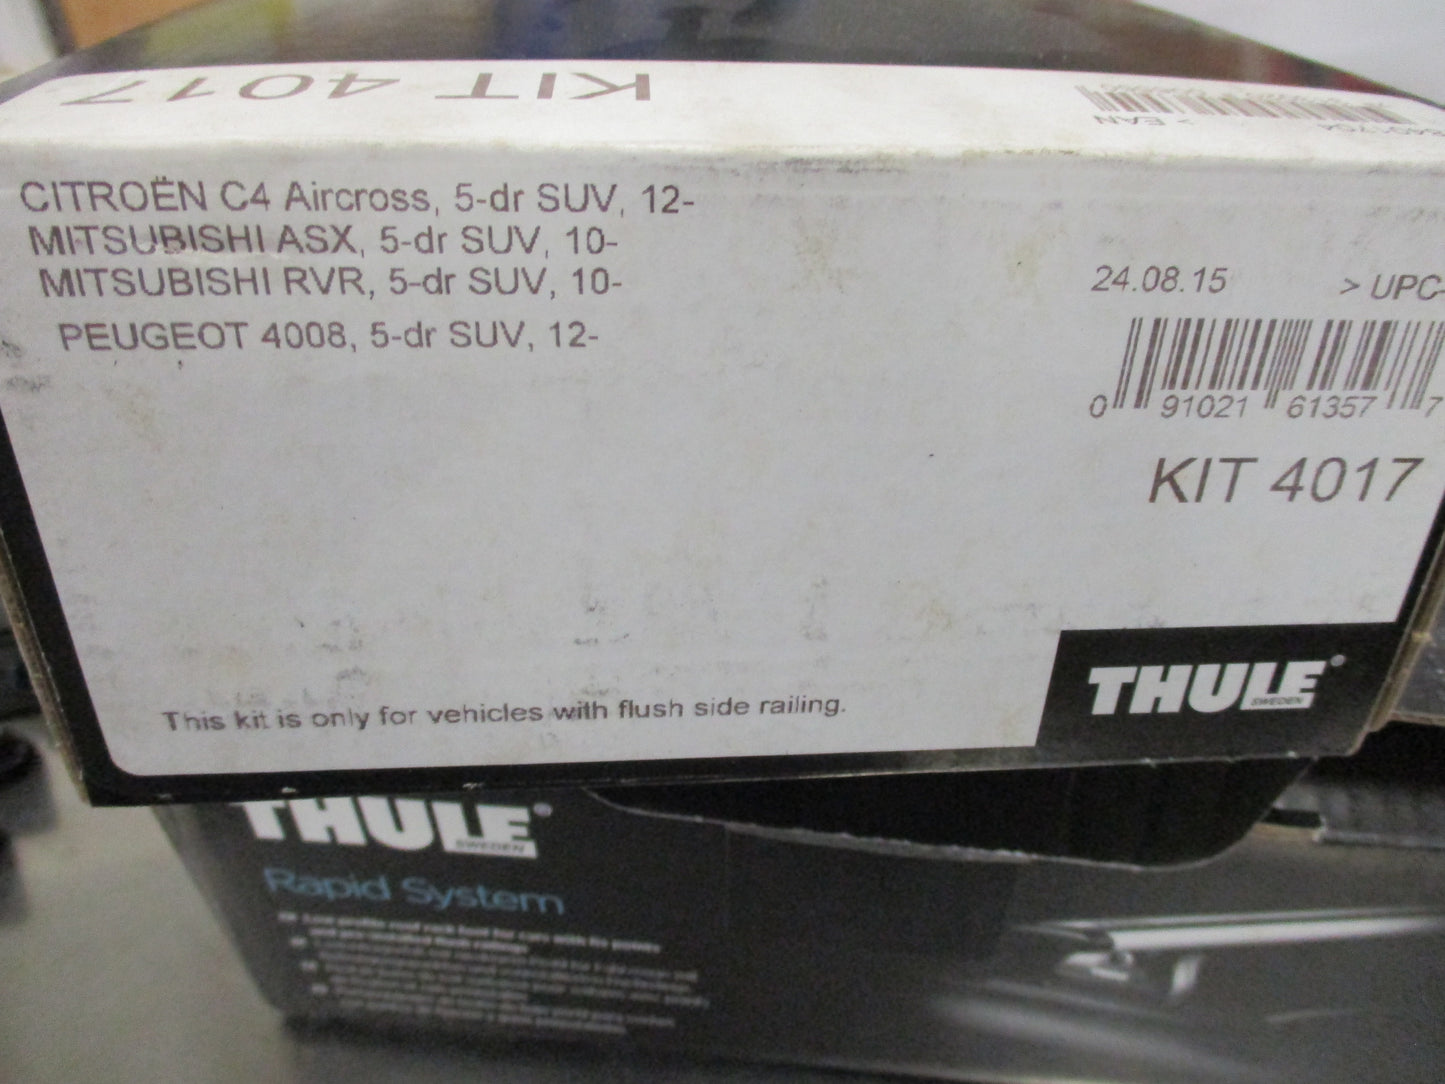 KIT 4017
> EAN
CITROËN C4 Aircross, 5-dr SUV, 12-
MITSUBISHI ASX, 5-dr SUV, 10-
MITSUBISHI RVR, 5-dr SUV, 10-
PEUGEOT 4008, 5-dr SUV, 12-
24.08.15 > UPC-
0 91021 61357 7
KIT 4017
THULE®
SWEDEN
This kit is only for vehicles with flush side railing.
THULE®
SWEDEN
Rapid System